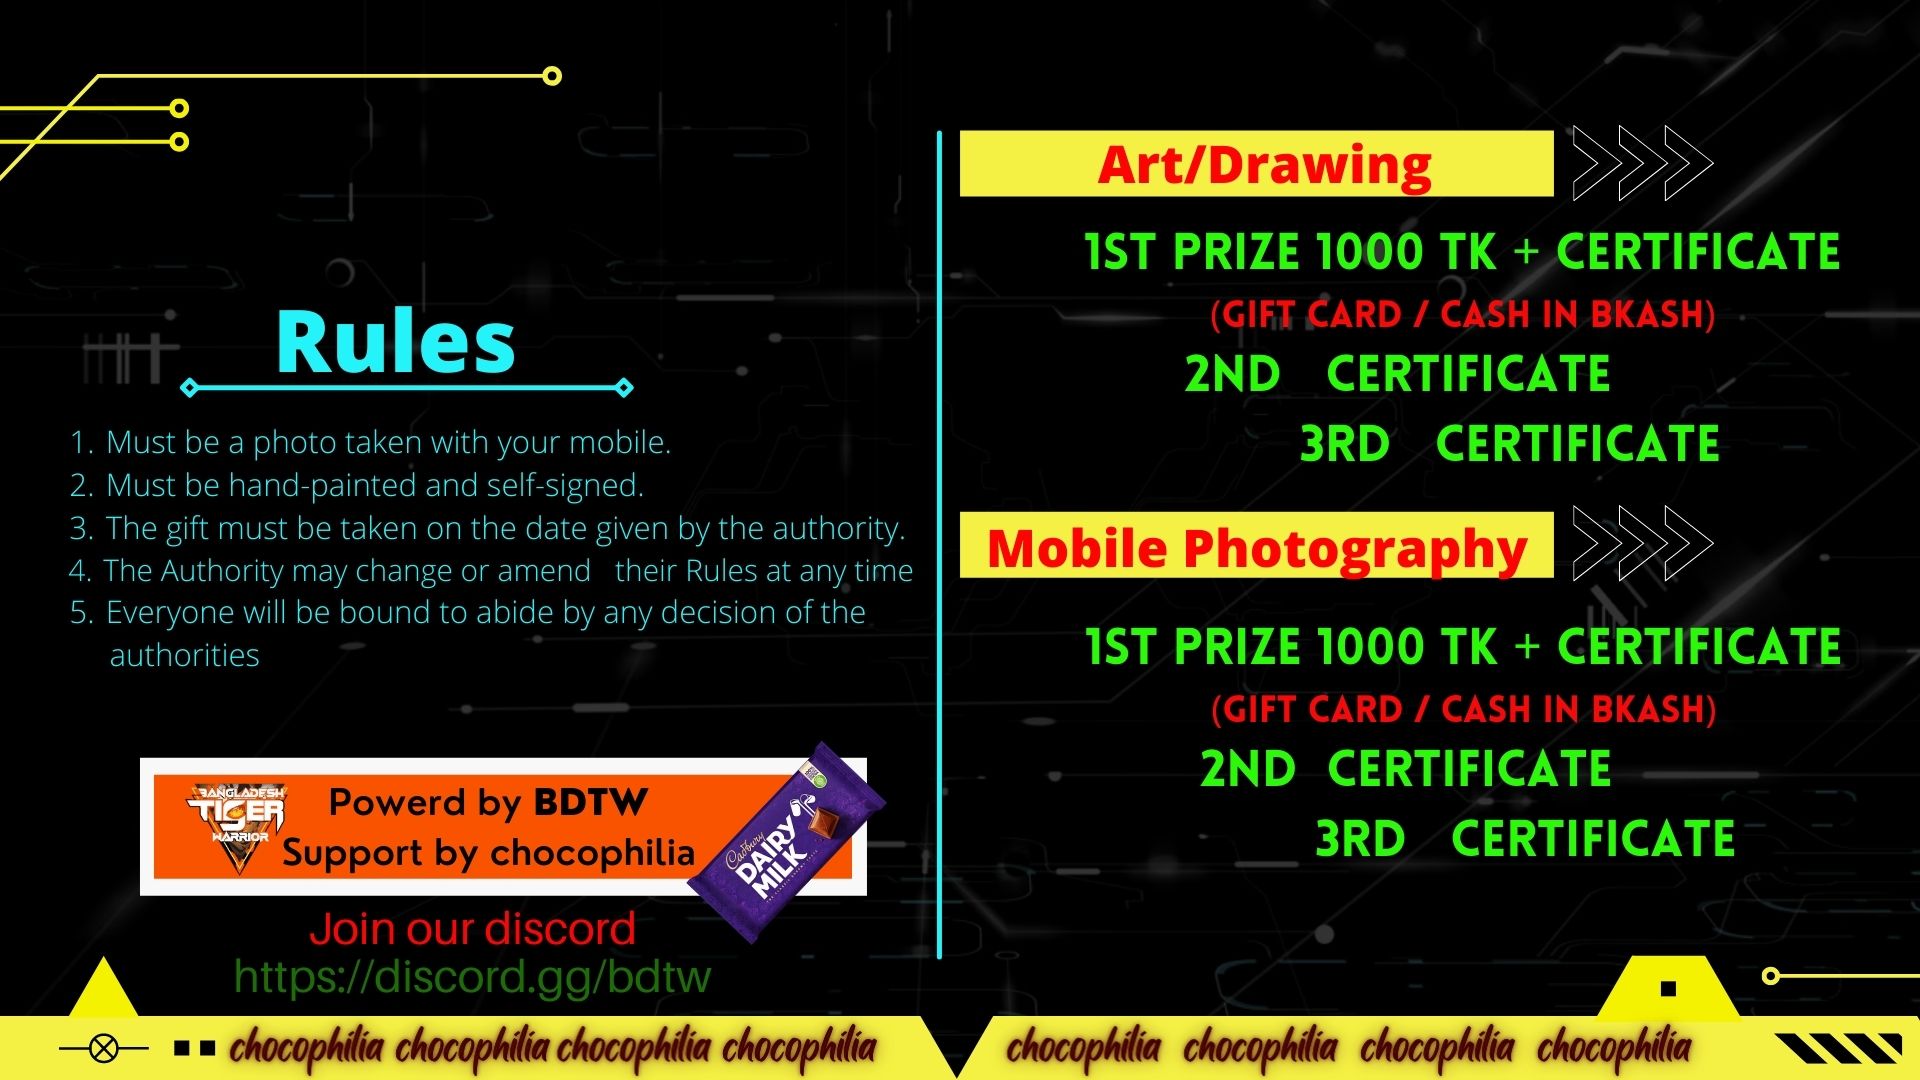 Rules
1. Must be a photo taken with your mobile.
2. Must be hand-painted and self-signed.
3. The gift must be taken on the date given by the authority.
4. The Authority may change or amend their Rules at any time
5. Everyone will be bound to abide by any decision of the
authorities
BANGLADESH
TIGER
WARRIOR
Powerd by BDTW
Support by chocophilia
Cadbury
DAIRY
MILK
Join our discord
https://discord.gg/bdtw
Art/Drawing
1ST PRIZE 1000 TK + CERTIFICATE
(GIFT CARD / CASH IN BKASH)
2ND CERTIFICATE
3RD CERTIFICATE
Mobile Photography
1ST PRIZE 1000 TK + CERTIFICATE
(GIFT CARD / CASH IN BKASH)
2ND CERTIFICATE
3RD CERTIFICATE
chocophilia chocophilia chocophilia chocophilia chocophilia chocophilia chocophilia chocophilia